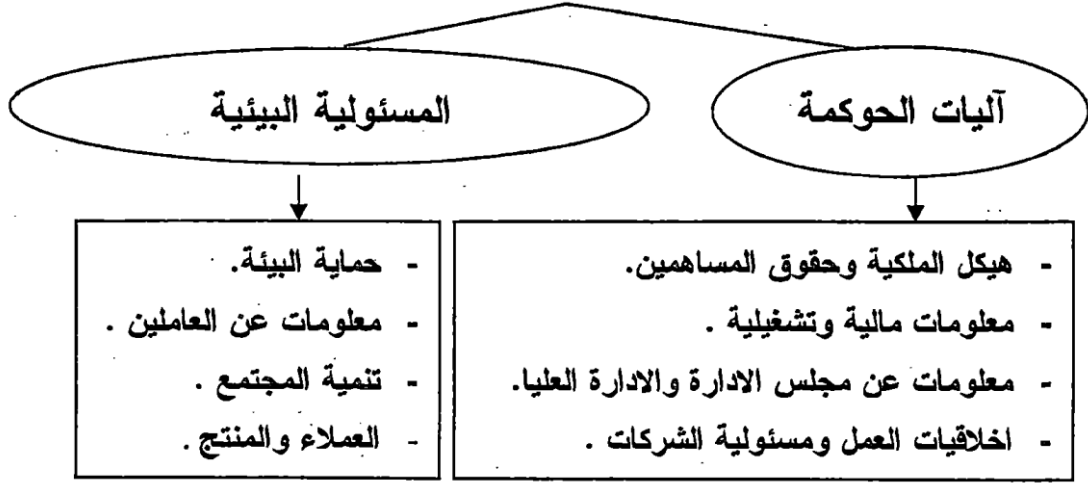 آليات الحوكمة
المسئولية البيئية
- هيكل الملكية وحقوق المساهمين.
- معلومات مالية وتشغيلية .
- معلومات عن مجلس الادارة والادارة العليا.
- اخلاقيات العمل ومسئولية الشركات .
- حماية البيئة.
- معلومات عن العاملين .
- تنمية المجتمع .
- العملاء والمنتج .